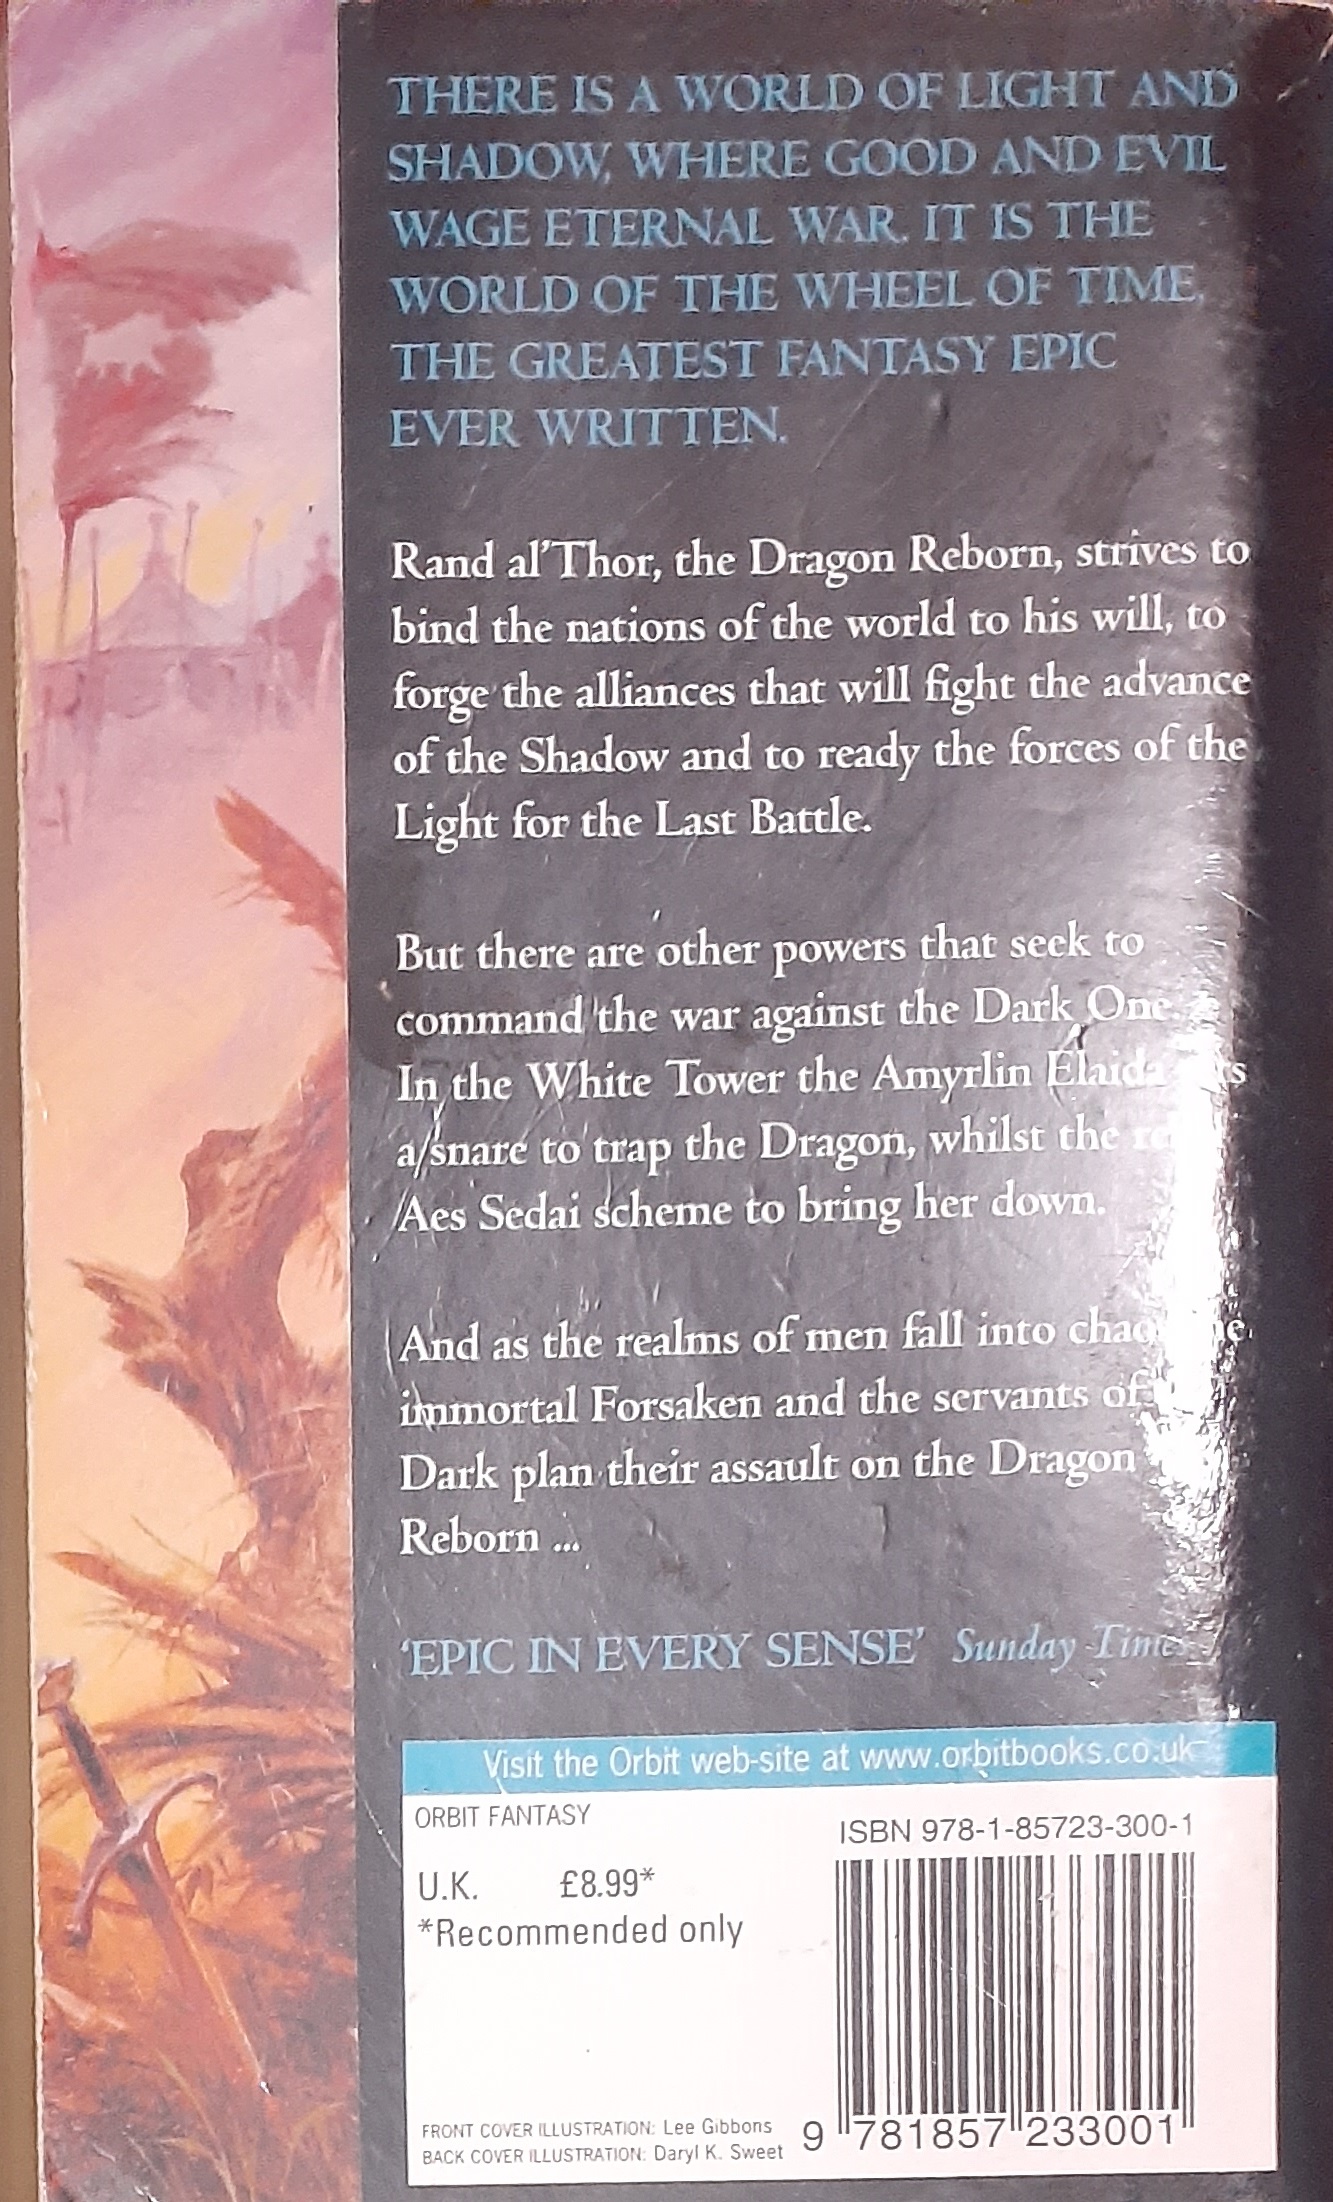 THERE IS A WORLD OF LIGHT AND
SHADOW, WHERE GOOD AND EVIL
WAGE ETERNAL WAR. IT IS THE
WORLD OF THE WHEEL OF TIME,
THE GREATEST FANTASY EPIC
EVER WRITTEN.
Rand al'Thor, the Dragon Reborn, strives to
bind the nations of the world to his will, to
forge the alliances that will fight the advance
of the Shadow and to ready the forces of the
Light for the Last Battle.
But there are other powers that seek to
command the war against the Dark One.
In the White Tower the Amyrlin Elaida
a snare to trap the Dragon, whilst the
Aes Sedai scheme to bring her down.
And as the realms of men fall into
immortal Forsaken and the servants of
Dark plan their assault on the Dragon
Reborn ...
'EPIC IN EVERY SENSE' Sunday Times
Visit the Orbit web-site at www.orbitbooks.co.uk
ORBIT FANTASY
ISBN 978-1-85723-300-1
U.K. £8.99*
*Recommended only
FRONT COVER ILLUSTRATION: Lee Gibbons
BACK COVER ILLUSTRATION: Daryl K. Sweet
9 781857 233001